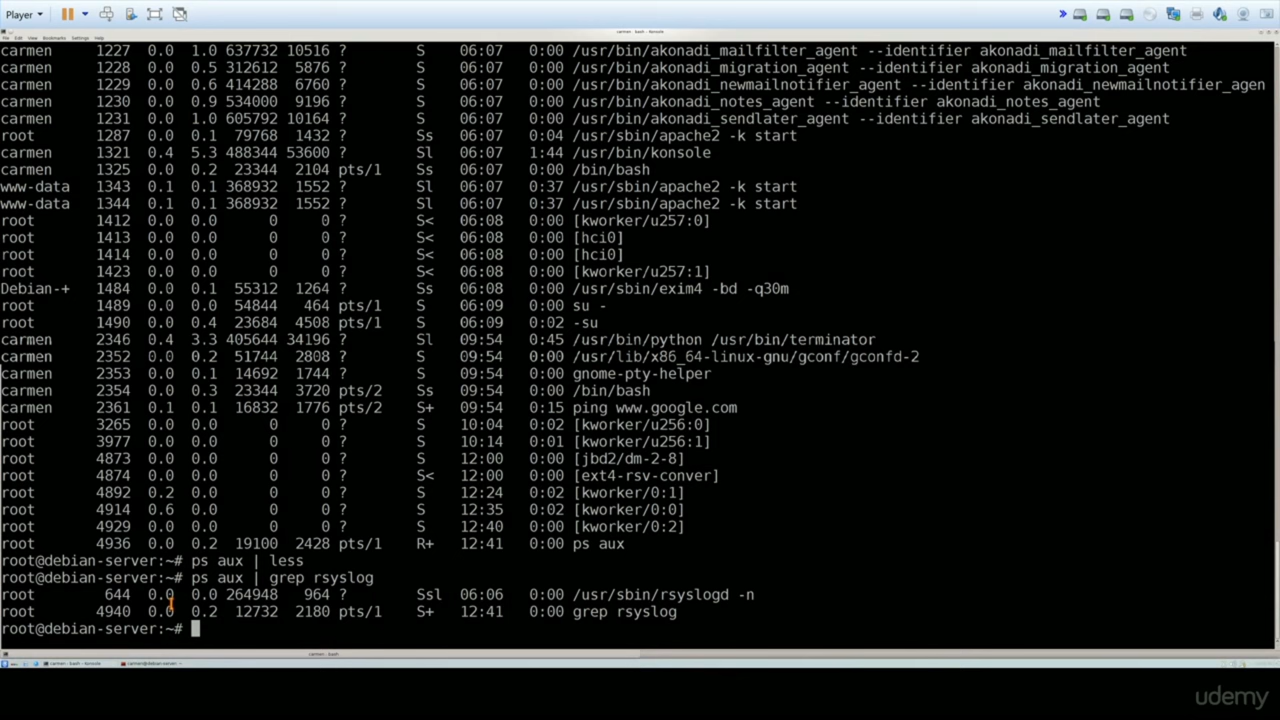 Player
carmen : bash - Konsole
File Edit View Bookmarks Settings Help
carmen 1227 0.0 1.0 637732 10516 ? S 06:07 0:00 /usr/bin/akonadi_mailfilter_agent --identifier akonadi_mailfilter_agent
carmen 1228 0.0 0.5 312612 5876 ? S 06:07 0:00 /usr/bin/akonadi_migration_agent --identifier akonadi_migration_agent
carmen 1229 0.0 0.6 414288 6760 ? S 06:07 0:00 /usr/bin/akonadi_newmailnotifier_agent --identifier akonadi_newmailnotifier_agen
carmen 1230 0.0 0.9 534000 9196 ? S 06:07 0:00 /usr/bin/akonadi_notes_agent --identifier akonadi_notes_agent
carmen 1231 0.0 1.0 605792 10164 ? S 06:07 0:00 /usr/bin/akonadi_sendlater_agent --identifier akonadi_sendlater_agent
root 1287 0.0 0.1 79768 1432 ? Ss 06:07 0:04 /usr/sbin/apache2 -k start
carmen 1321 0.4 5.3 488344 53600 ? Sl 06:07 1:44 /usr/bin/konsole
carmen 1325 0.0 0.2 23344 2104 pts/1 Ss 06:07 0:00 /bin/bash
www-data 1343 0.1 0.1 368932 1552 ? Sl 06:07 0:37 /usr/sbin/apache2 -k start
www-data 1344 0.1 0.1 368932 1552 ? Sl 06:07 0:37 /usr/sbin/apache2 -k start
root 1412 0.0 0.0 0 0 ? S< 06:08 0:00 [kworker/u257:0]
root 1413 0.0 0.0 0 0 ? S< 06:08 0:00 [hci0]
root 1414 0.0 0.0 0 0 ? S< 06:08 0:00 [hci0]
root 1423 0.0 0.0 0 0 ? S< 06:08 0:00 [kworker/u257:1]
Debian-+ 1484 0.0 0.1 55312 1264 ? Ss 06:08 0:00 /usr/sbin/exim4 -bd -q30m
root 1489 0.0 0.0 54844 464 pts/1 S 06:09 0:00 su -
root 1490 0.0 0.4 23684 4508 pts/1 S 06:09 0:02 -su
carmen 2346 0.4 3.3 405644 34196 ? Sl 09:54 0:45 /usr/bin/python /usr/bin/terminator
carmen 2352 0.0 0.2 51744 2808 ? S 09:54 0:00 /usr/lib/x86_64-linux-gnu/gconf/gconfd-2
carmen 2353 0.0 0.1 14692 1744 ? S 09:54 0:00 gnome-pty-helper
carmen 2354 0.0 0.3 23344 3720 pts/2 Ss 09:54 0:00 /bin/bash
carmen 2361 0.1 0.1 16832 1776 pts/2 S+ 09:54 0:15 ping www.google.com
root 3265 0.0 0.0 0 0 ? S 10:04 0:02 [kworker/u256:0]
root 3977 0.0 0.0 0 0 ? S 10:14 0:01 [kworker/u256:1]
root 4873 0.0 0.0 0 0 ? S 12:00 0:00 [jbd2/dm-2-8]
root 4874 0.0 0.0 0 0 ? S< 12:00 0:00 [ext4-rsv-conver]
root 4892 0.2 0.0 0 0 ? S 12:24 0:02 [kworker/0:1]
root 4914 0.6 0.0 0 0 ? S 12:35 0:02 [kworker/0:0]
root 4929 0.0 0.0 0 0 ? S 12:40 0:00 [kworker/0:2]
root 4936 0.0 0.2 19100 2428 pts/1 R+ 12:41 0:00 ps aux
root@debian-server:~# ps aux | less
root@debian-server:~# ps aux | grep rsyslog
root 644 0.0 0.0 264948 964 ? Ssl 06:06 0:00 /usr/sbin/rsyslogd -n
root 4940 0.0 0.2 12732 2180 pts/1 S+ 12:41 0:00 grep rsyslog
root@debian-server:~#
carmen : bash
carmen : bash - Konsole
udemy